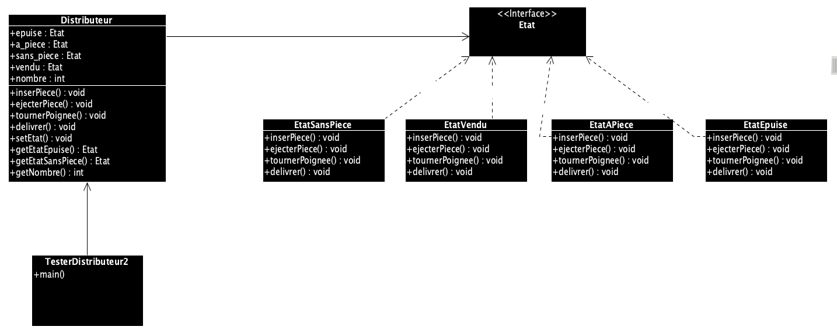 Distributeur
+epuise : Etat
+a_piece : Etat
+sans_piece : Etat
+vendu : Etat
+nombre : int
+inserPiece() : void
+ejecterPiece() : void
+tournerPoignee() : void
+delivrer() : void
+setEtat() : void
+getEtatEpuise() : Etat
+getEtatSansPiece() : Etat
+getNombre() : int
<<Interface>>
Etat
EtatSansPiece
+inserPiece() : void
+ejecterPiece() : void
+tournerPoignee() : void
+delivrer() : void
EtatVendu
+inserPiece() : void
+ejecterPiece() : void
+tournerPoignee() : void
+delivrer() : void
EtatAPiece
+inserPiece() : void
+ejecterPiece() : void
+tournerPoignee() : void
+delivrer() : void
EtatEpuise
+inserPiece() : void
+ejecterPiece() : void
+tournerPoignee() : void
+delivrer() : void
TesterDistributeur2
+main()